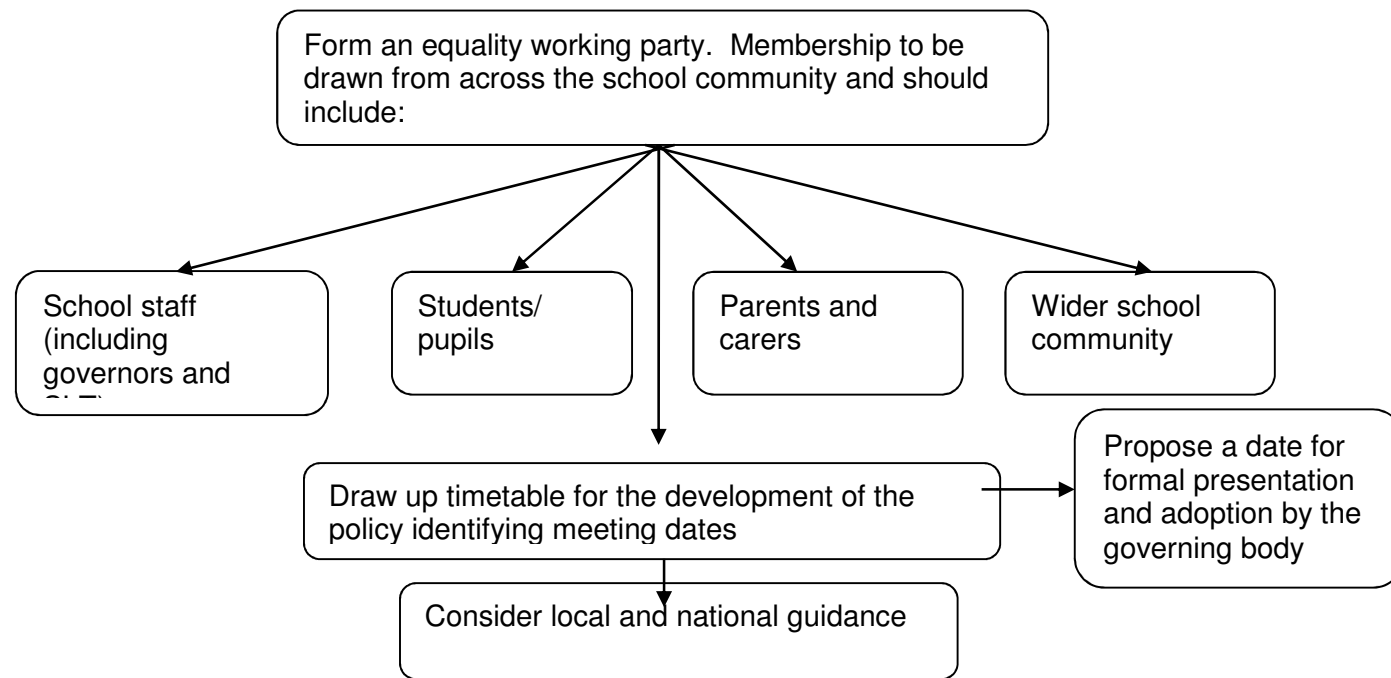 Form an equality working party.  Membership to be
drawn from across the school community and should
include:
School staff
(including
governors and
Students/
pupils
Parents and
carers
Wider school
community
Propose a date for
formal presentation
and adoption by the
governing body
Draw up timetable for the development of the
policy identifying meeting dates
Consider local and national guidance